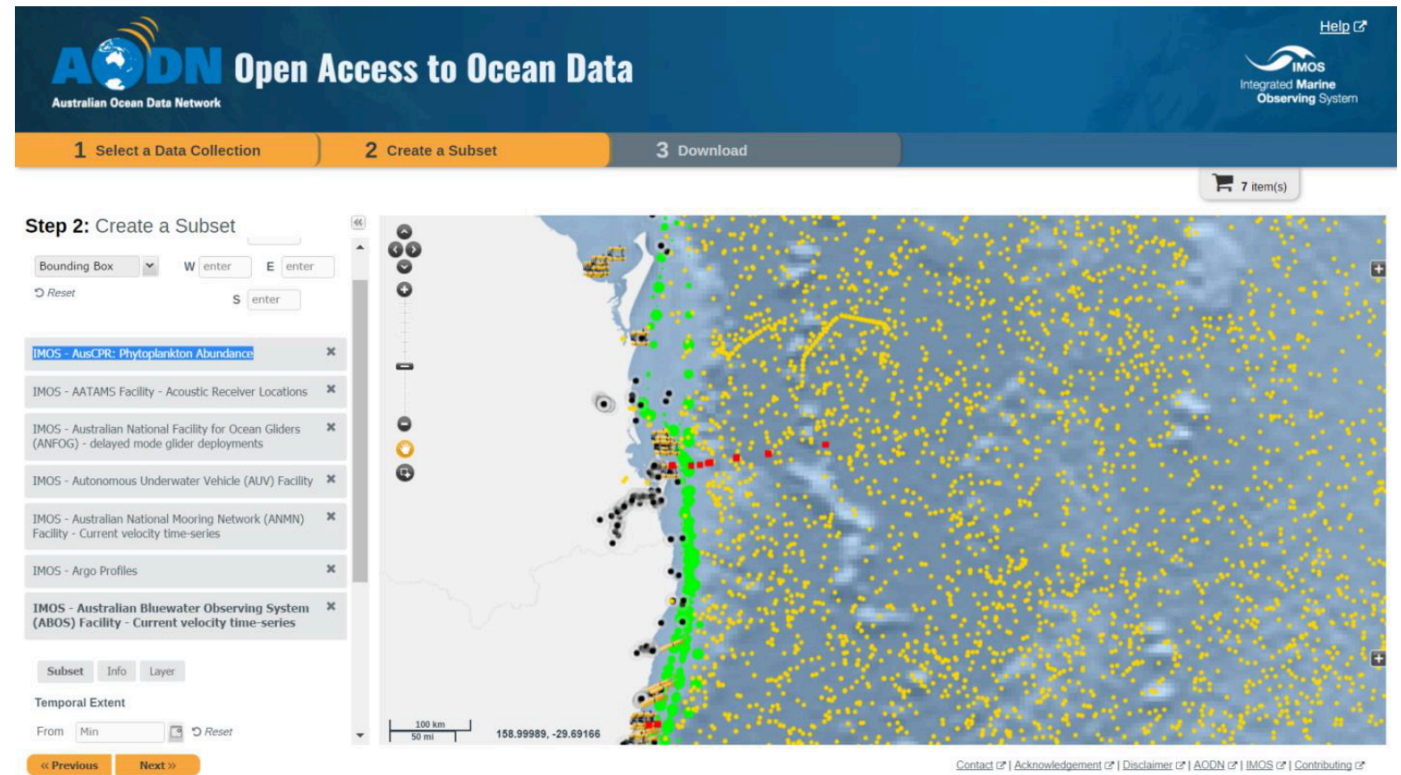 Help
AODN Open Access to Ocean Data
Australian Ocean Data Network
IMOS
Integrated Marine
Observing System
1 Select a Data Collection
2 Create a Subset
3 Download
7 item(s)
Step 2: Create a Subset
Bounding Box
W enter
E enter
Reset
S enter
IMOS - AusCPR: Phytoplankton Abundance
IMOS - AATAMS Facility - Acoustic Receiver Locations
IMOS - Australian National Facility for Ocean Gliders
(ANFOG) - delayed mode glider deployments
IMOS - Autonomous Underwater Vehicle (AUV) Facility
IMOS - Australian National Mooring Network (ANMN)
Facility - Current velocity time-series
IMOS - Argo Profiles
IMOS - Australian Bluewater Observing System
(ABOS) Facility - Current velocity time-series
Subset Info Layer
Temporal Extent
From Min Reset
« Previous Next »
100 km
50 mi
158.99989, -29.69166
Contact | Acknowledgement | Disclaimer | AODN | IMOS | Contributing